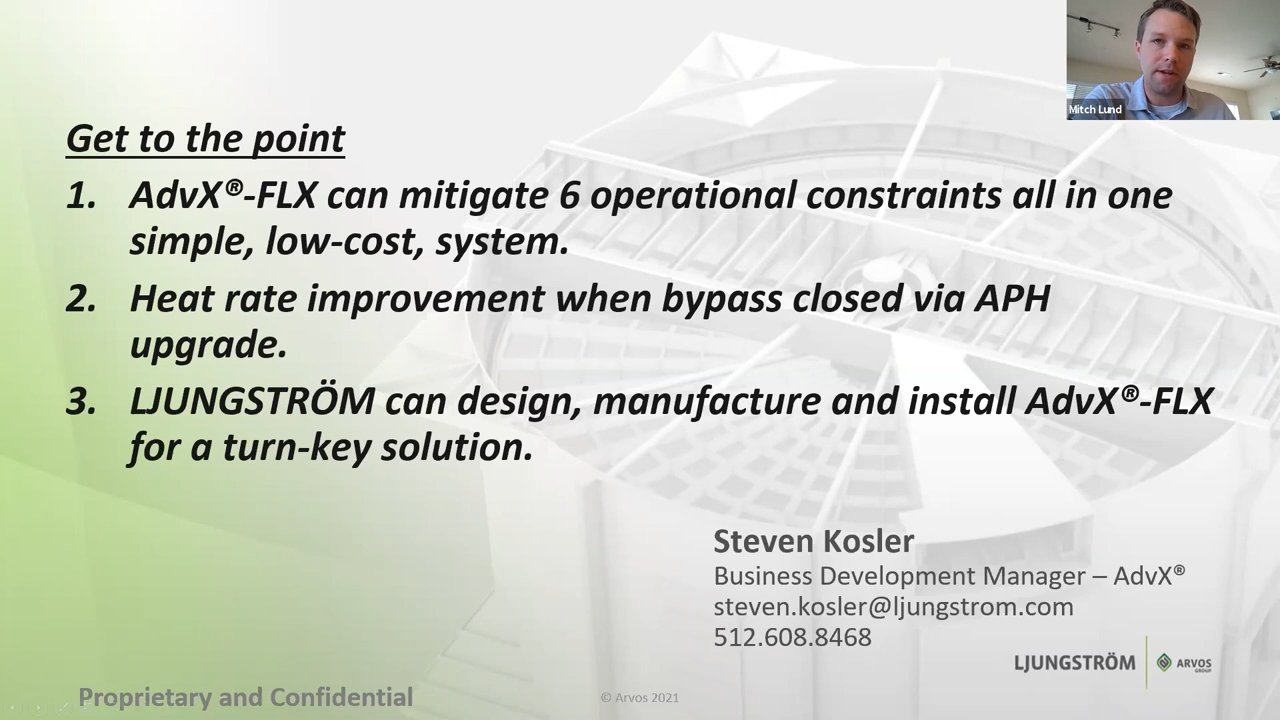 Mitch Lund
Get to the point
1. AdvX®-FLX can mitigate 6 operational constraints all in one
simple, low-cost, system.
2. Heat rate improvement when bypass closed via APH
upgrade.
3. LJUNGSTRÖM can design, manufacture and install AdvX®-FLX
for a turn-key solution.
Steven Kosler
Business Development Manager – AdvX®
steven.kosler@ljungstrom.com
512.608.8468
LJUNGSTRÖM
ARVOS
GROUP
Proprietary and Confidential
© Arvos 2021